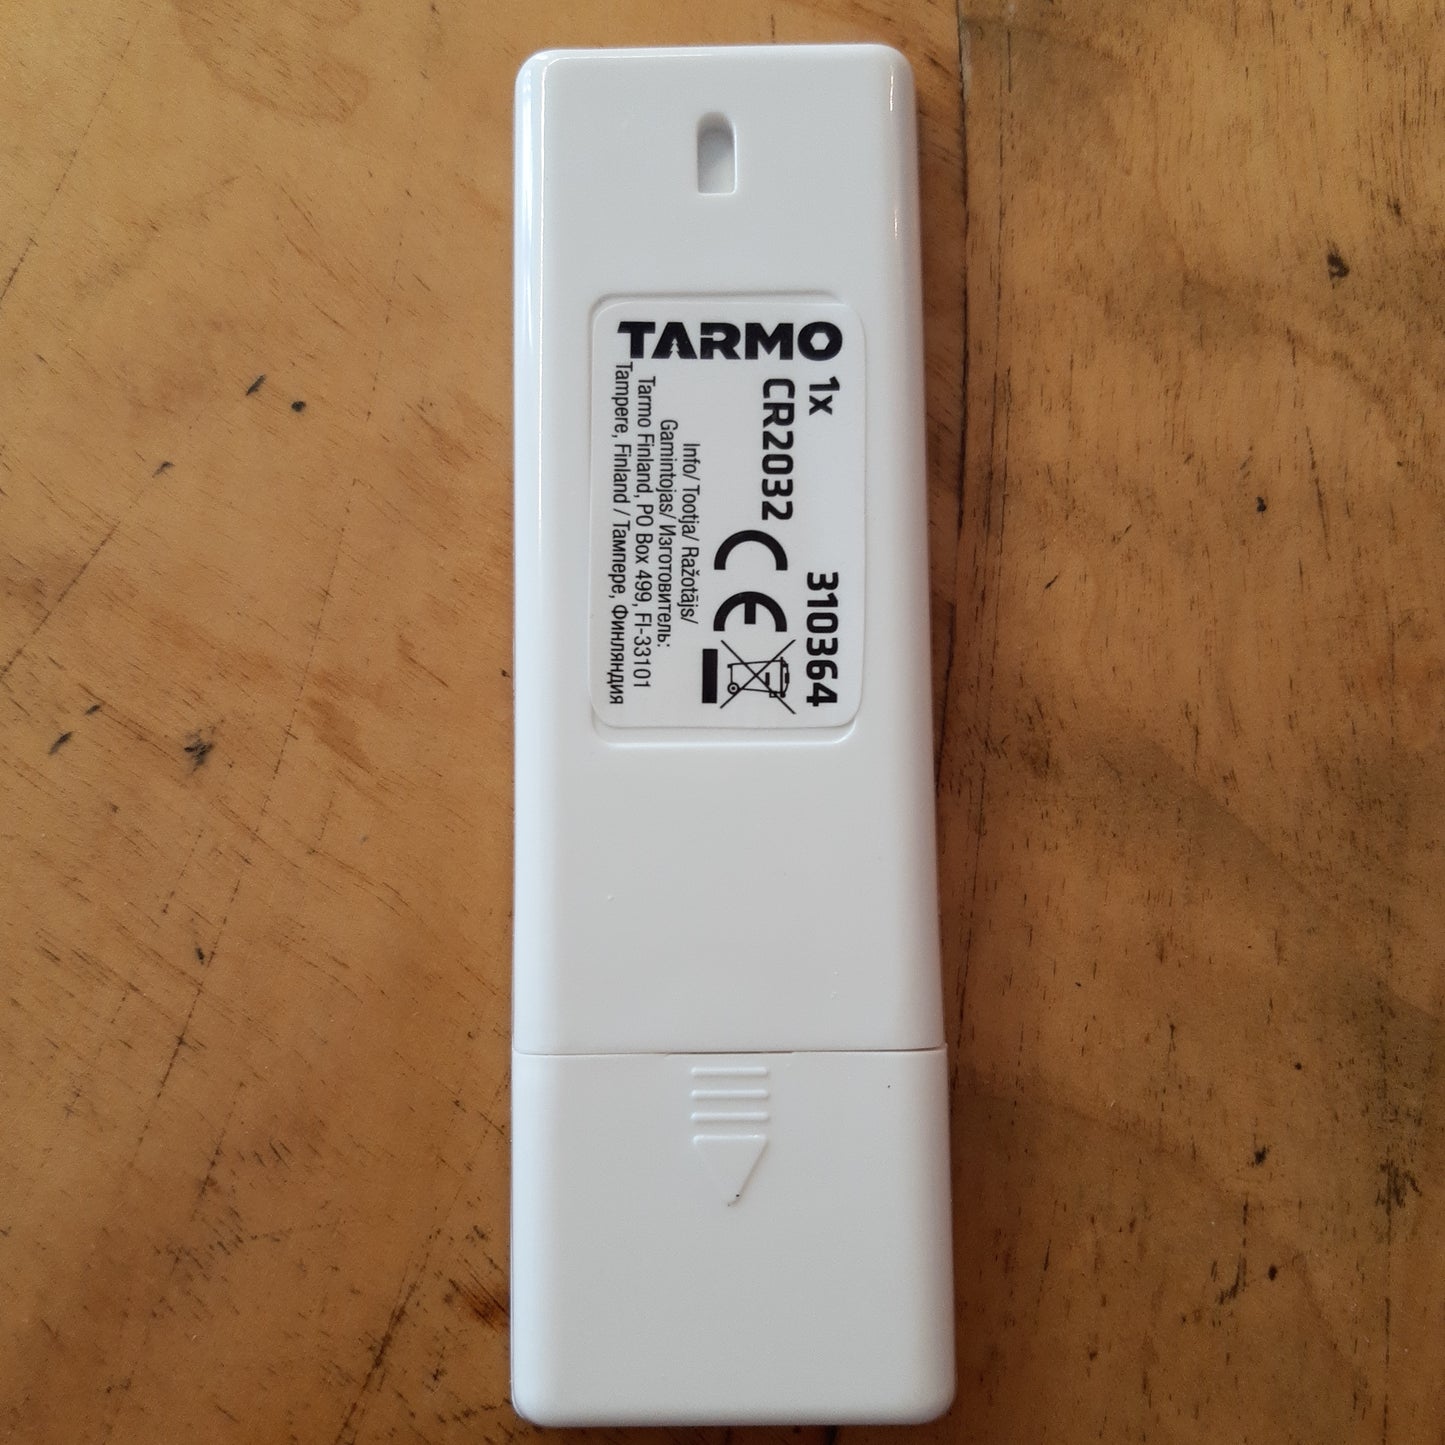 TARMO
1x
CR2032
310364
CE
Info/ Tootja/ Ražotājs/
Gamintojas/ Изготовитель:
Tarmo Finland, PO Box 499, FI-33101
Tampere, Finland / Тампере, Финляндия